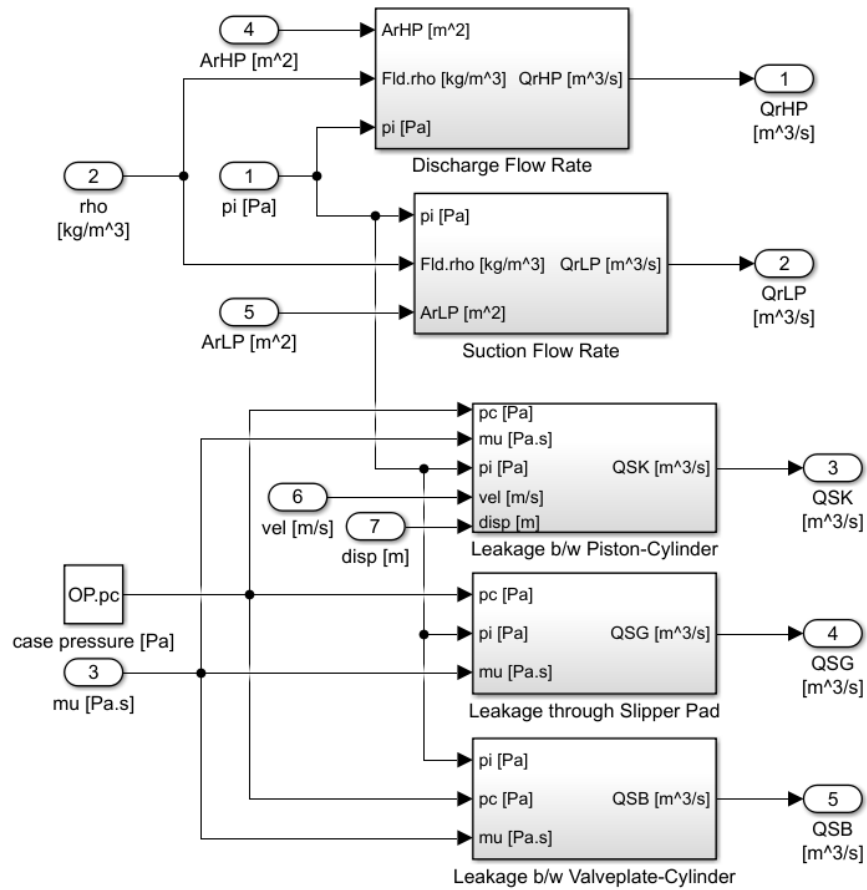 4
ArHP [m^2]
ArHP [m^2]
Fld.rho [kg/m^3]
QrHP [m^3/s]
pi [Pa]
Discharge Flow Rate
1
QrHP
[m^3/s]
2
rho
[kg/m^3]
1
pi [Pa]
pi [Pa]
Fld.rho [kg/m^3]
QrLP [m^3/s]
ArLP [m^2]
Suction Flow Rate
2
QrLP
[m^3/s]
5
ArLP [m^2]
pc [Pa]
mu [Pa.s]
pi [Pa]
QSK [m^3/s]
vel [m/s]
disp [m]
Leakage b/w Piston-Cylinder
3
QSK
[m^3/s]
6
vel [m/s]
7
disp [m]
OP.pc
case pressure [Pa]
3
mu [Pa.s]
pc [Pa]
pi [Pa]
QSG [m^3/s]
mu [Pa.s]
Leakage through Slipper Pad
4
QSG
[m^3/s]
pi [Pa]
pc [Pa]
QSB [m^3/s]
mu [Pa.s]
Leakage b/w Valveplate-Cylinder
5
QSB
[m^3/s]